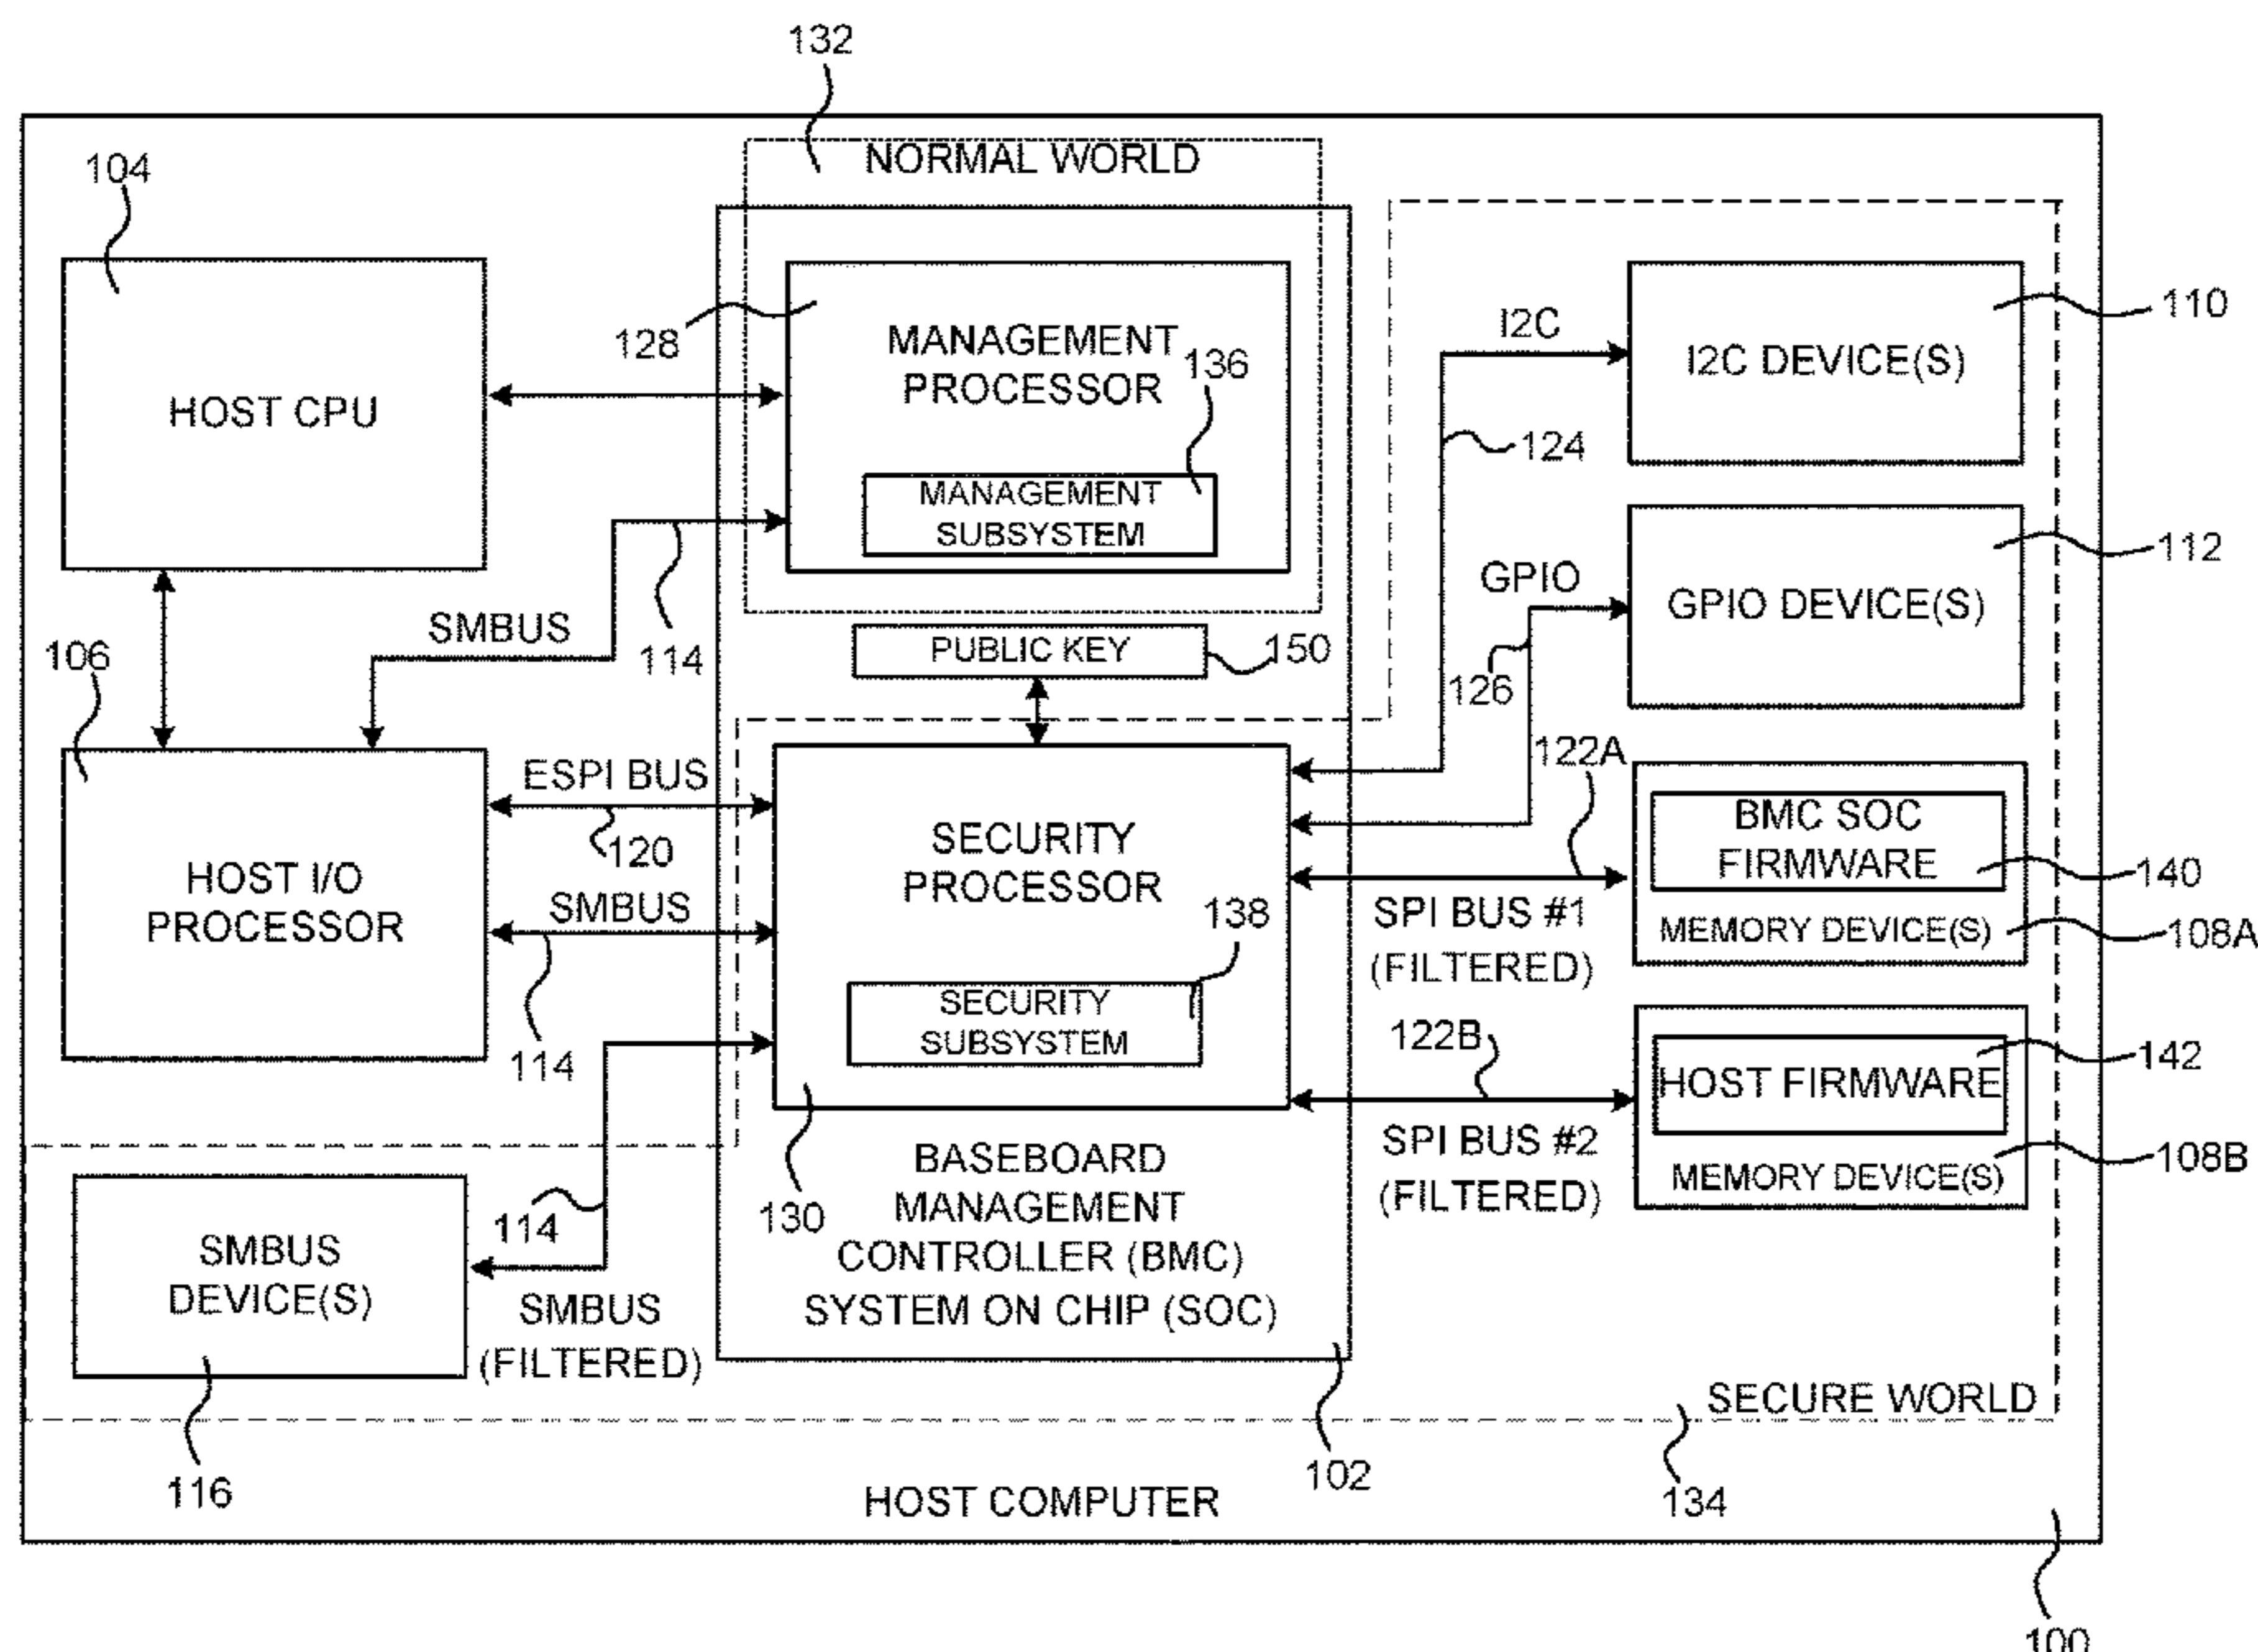 132
NORMAL WORLD
104
HOST CPU
128
MANAGEMENT
PROCESSOR
136
MANAGEMENT
SUBSYSTEM
I2C
I2C DEVICE(S)
110
124
GPIO
GPIO DEVICE(S)
112
126
SMBUS
114
PUBLIC KEY
150
106
HOST I/O
PROCESSOR
ESPI BUS
120
SMBUS
114
SECURITY
PROCESSOR
138
SECURITY
SUBSYSTEM
122A
SPI BUS #1
(FILTERED)
BMC SOC
FIRMWARE
140
MEMORY DEVICE(S)
108A
122B
SPI BUS #2
(FILTERED)
HOST FIRMWARE
142
MEMORY DEVICE(S)
108B
130
BASEBOARD
MANAGEMENT
CONTROLLER (BMC)
SYSTEM ON CHIP (SOC)
114
SMBUS
DEVICE(S)
SMBUS
(FILTERED)
116
102
SECURE WORLD
134
HOST COMPUTER
100